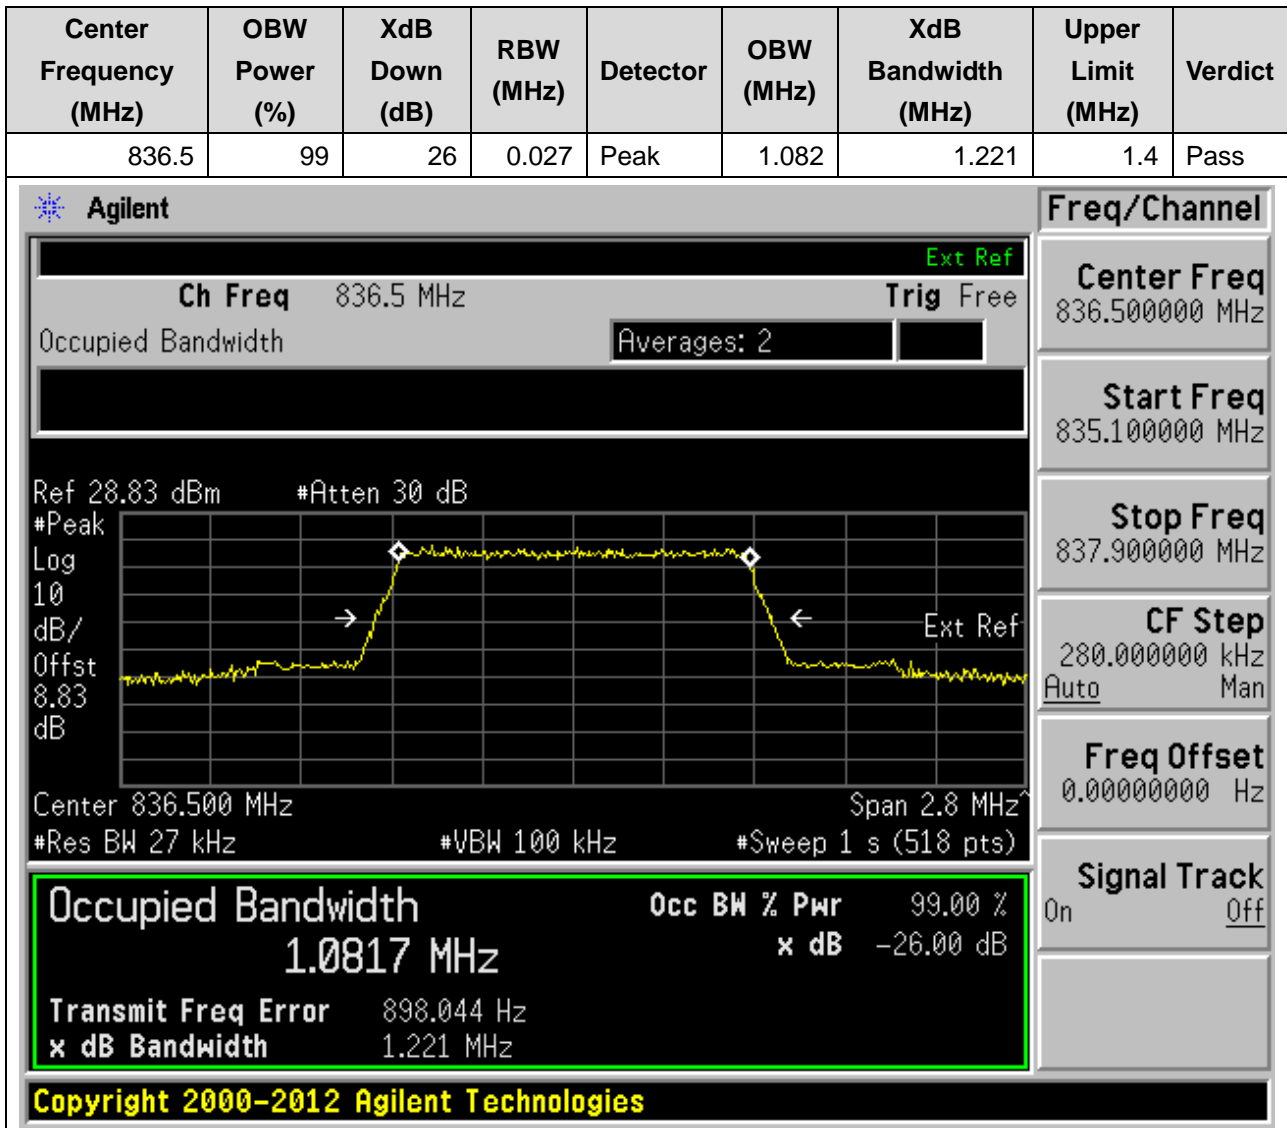 Center Frequency (MHz) OBW Power (%) XdB Down (dB) RBW (MHz) Detector OBW (MHz) XdB Bandwidth (MHz) Upper Limit (MHz) Verdict
836.5 99 26 0.027 Peak 1.082 1.221 1.4 Pass
Agilent
Freq/Channel
Ext Ref
Ch Freq 836.5 MHz Trig Free
Occupied Bandwidth Averages: 2
Center Freq
836.500000 MHz
Start Freq
835.100000 MHz
Stop Freq
837.900000 MHz
CF Step
280.000000 kHz
Auto Man
Freq Offset
0.00000000 Hz
Signal Track
On Off
Ref 28.83 dBm #Atten 30 dB
#Peak
Log
10
dB/
Offst
8.83
dB
Ext Ref
Center 836.500 MHz Span 2.8 MHz^
#Res BW 27 kHz #VBW 100 kHz #Sweep 1 s (518 pts)
Occupied Bandwidth
1.0817 MHz
Occ BW % Pwr 99.00 %
x dB -26.00 dB
Transmit Freq Error 898.044 Hz
x dB Bandwidth 1.221 MHz
Copyright 2000-2012 Agilent Technologies